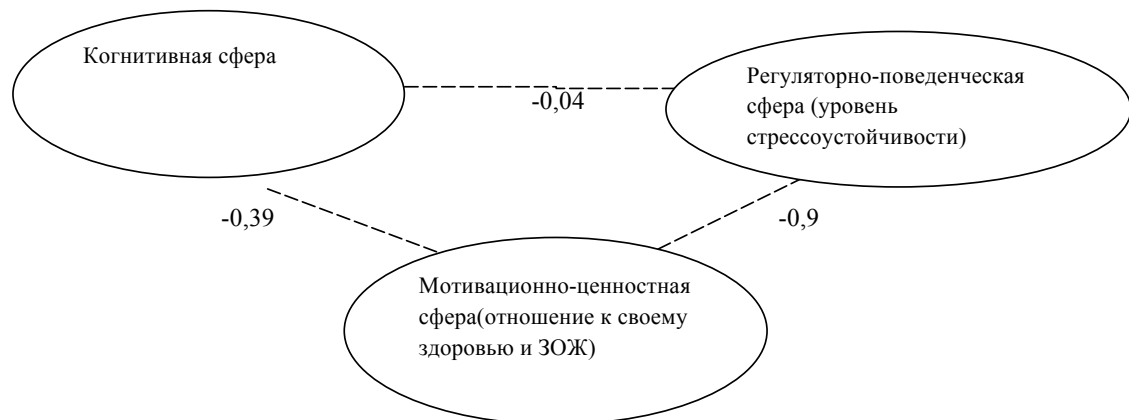 Когнитивная сфера
Регуляторно-поведенческая
сфера (уровень
стрессоустойчивости)
-0,04
-0,39
-0,9
Мотивационно-ценностная
сфера(отношение к своему
здоровью и ЗОЖ)